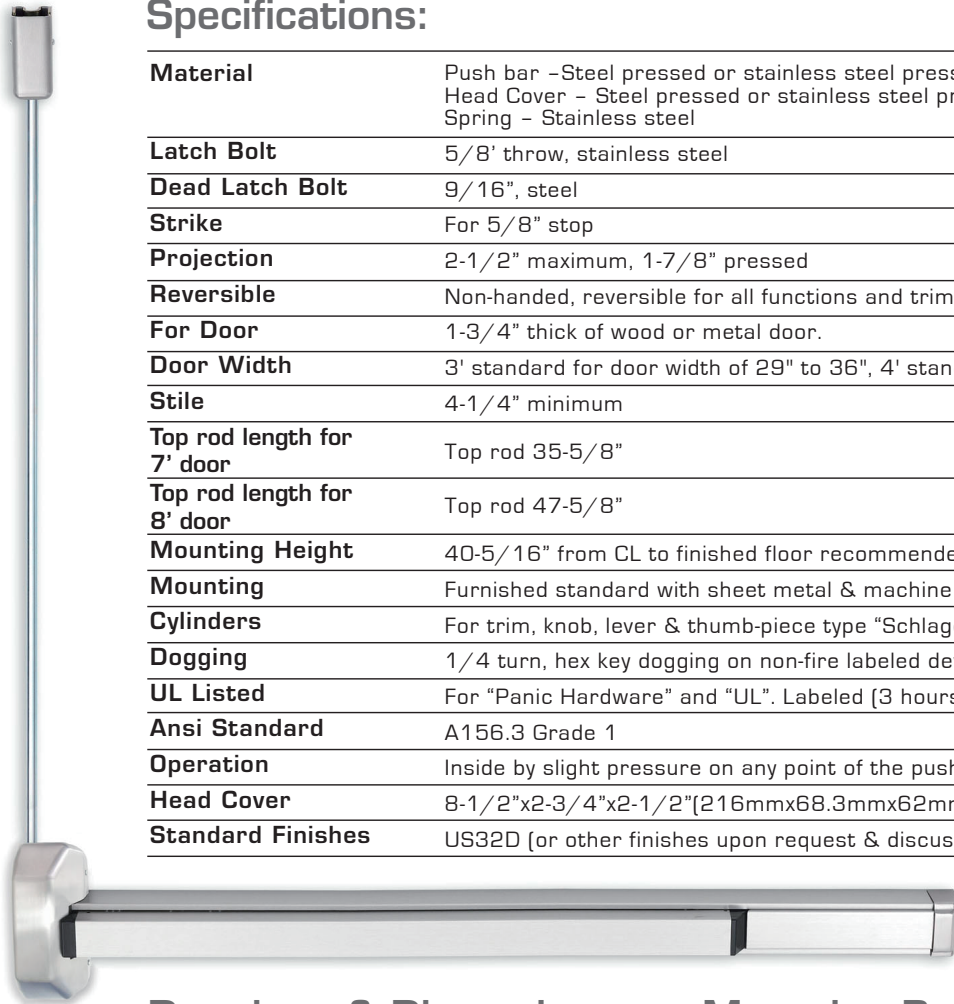 Specifications:
Material
Push bar –Steel pressed or stainless steel
Head Cover – Steel pressed or stainless steel
Spring – Stainless steel
Latch Bolt 5/8' throw, stainless steel
Dead Latch Bolt 9/16”, steel
Strike For 5/8” stop
Projection 2-1/2” maximum, 1-7/8” pressed
Reversible Non-handed, reversible for all functions and trim
For Door 1-3/4” thick of wood or metal door.
Door Width 3' standard for door width of 29" to 36", 4'
Stile 4-1/4” minimum
Top rod length for
7’ door
Top rod 35-5/8”
Top rod length for
8’ door
Top rod 47-5/8”
Mounting Height 40-5/16” from CL to finished floor
Mounting Furnished standard with sheet metal & machine
Cylinders For trim, knob, lever & thumb-piece type
Dogging 1/4 turn, hex key dogging on non-fire labeled
UL Listed For “Panic Hardware” and “UL”. Labeled (3 hours
Ansi Standard A156.3 Grade 1
Operation Inside by slight pressure on any point of the
Head Cover 8-1/2”x2-3/4”x2-1/2”(216mmx68.3mmx62mm
Standard Finishes US32D (or other finishes upon request &